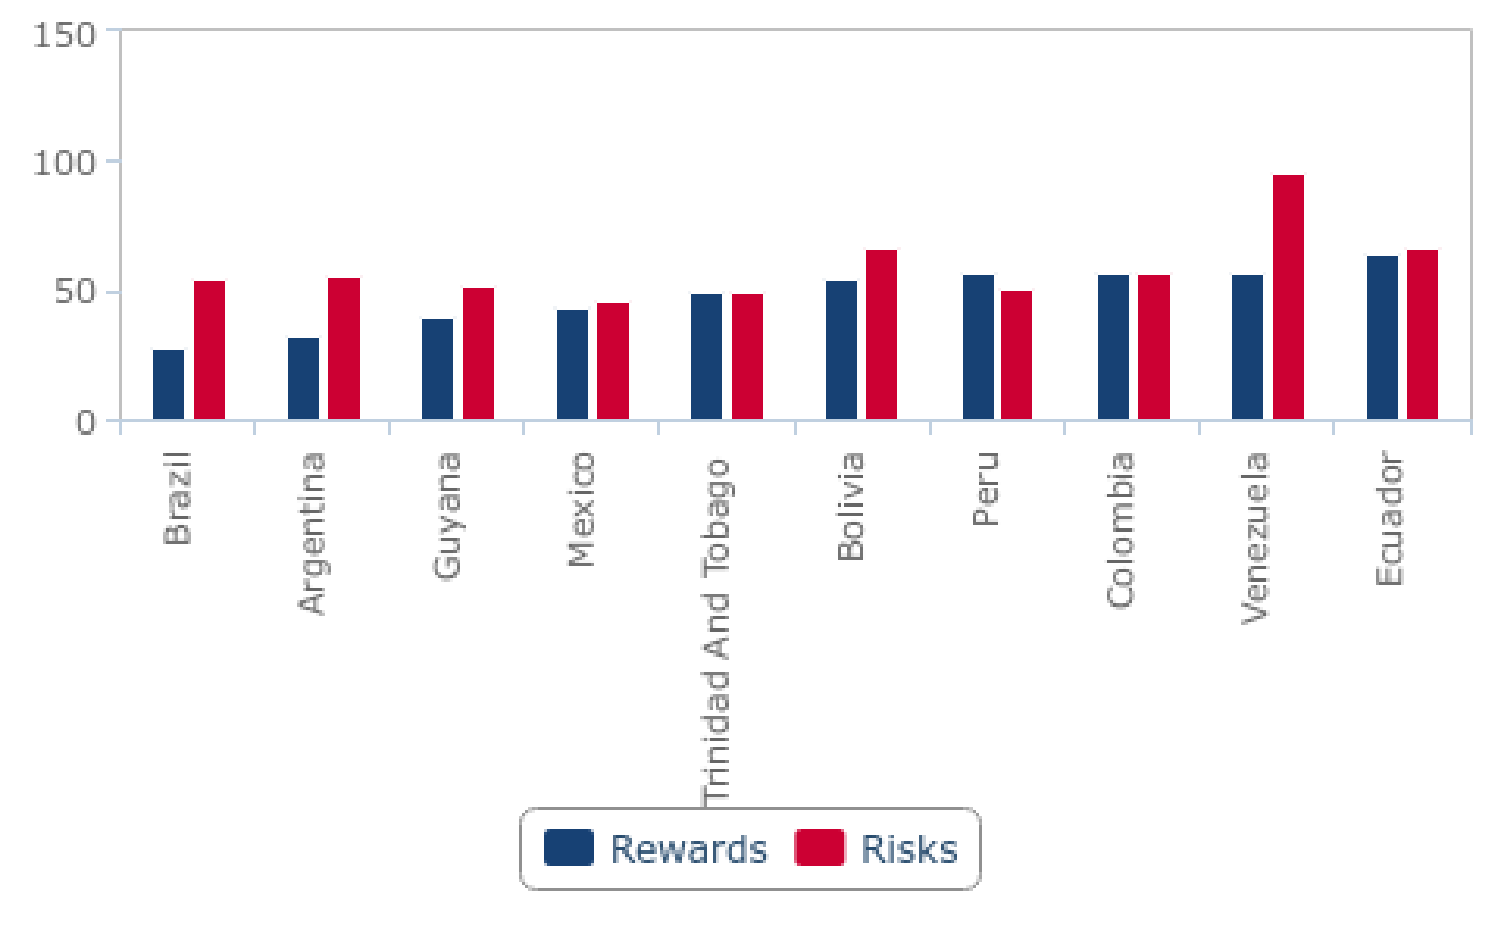 150
100
50
0
Brazil
Argentina
Guyana
Mexico
Trinidad And Tobago
Bolivia
Peru
Colombia
Venezuela
Ecuador
Rewards Risks